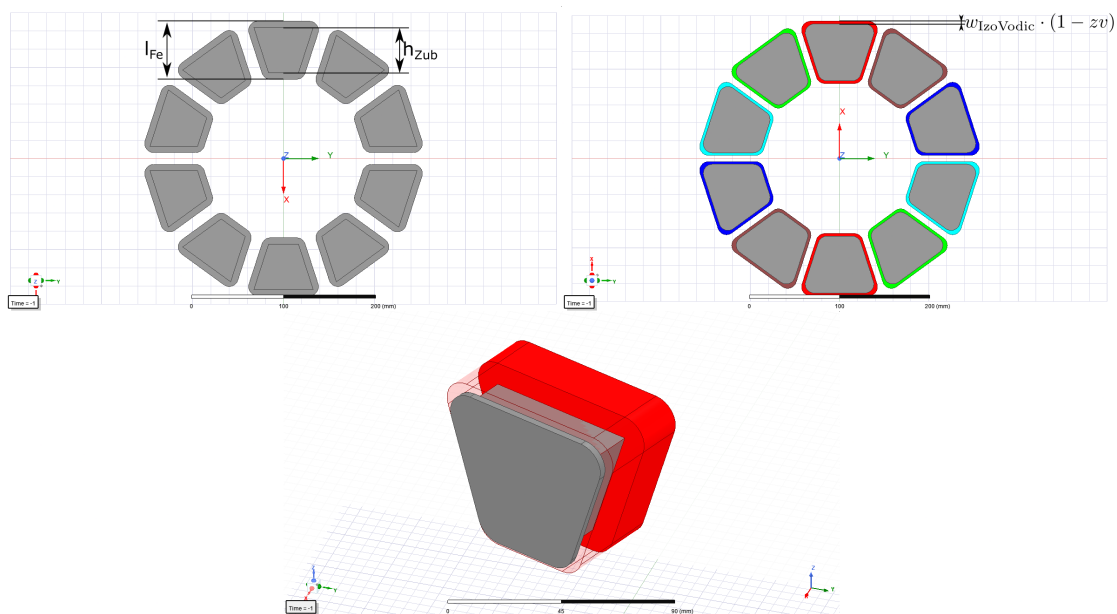 l_Fe
h_Zub
Z
Y
X
Z
Y
Time = -1
0
100
200 (mm)
w_IzoVodic · (1 − zv)
X
Z
Y
X
Y
Time = -1
0
100
200 (mm)
Z
Y
Time = -1
Z
Y
0
45
90 (mm)